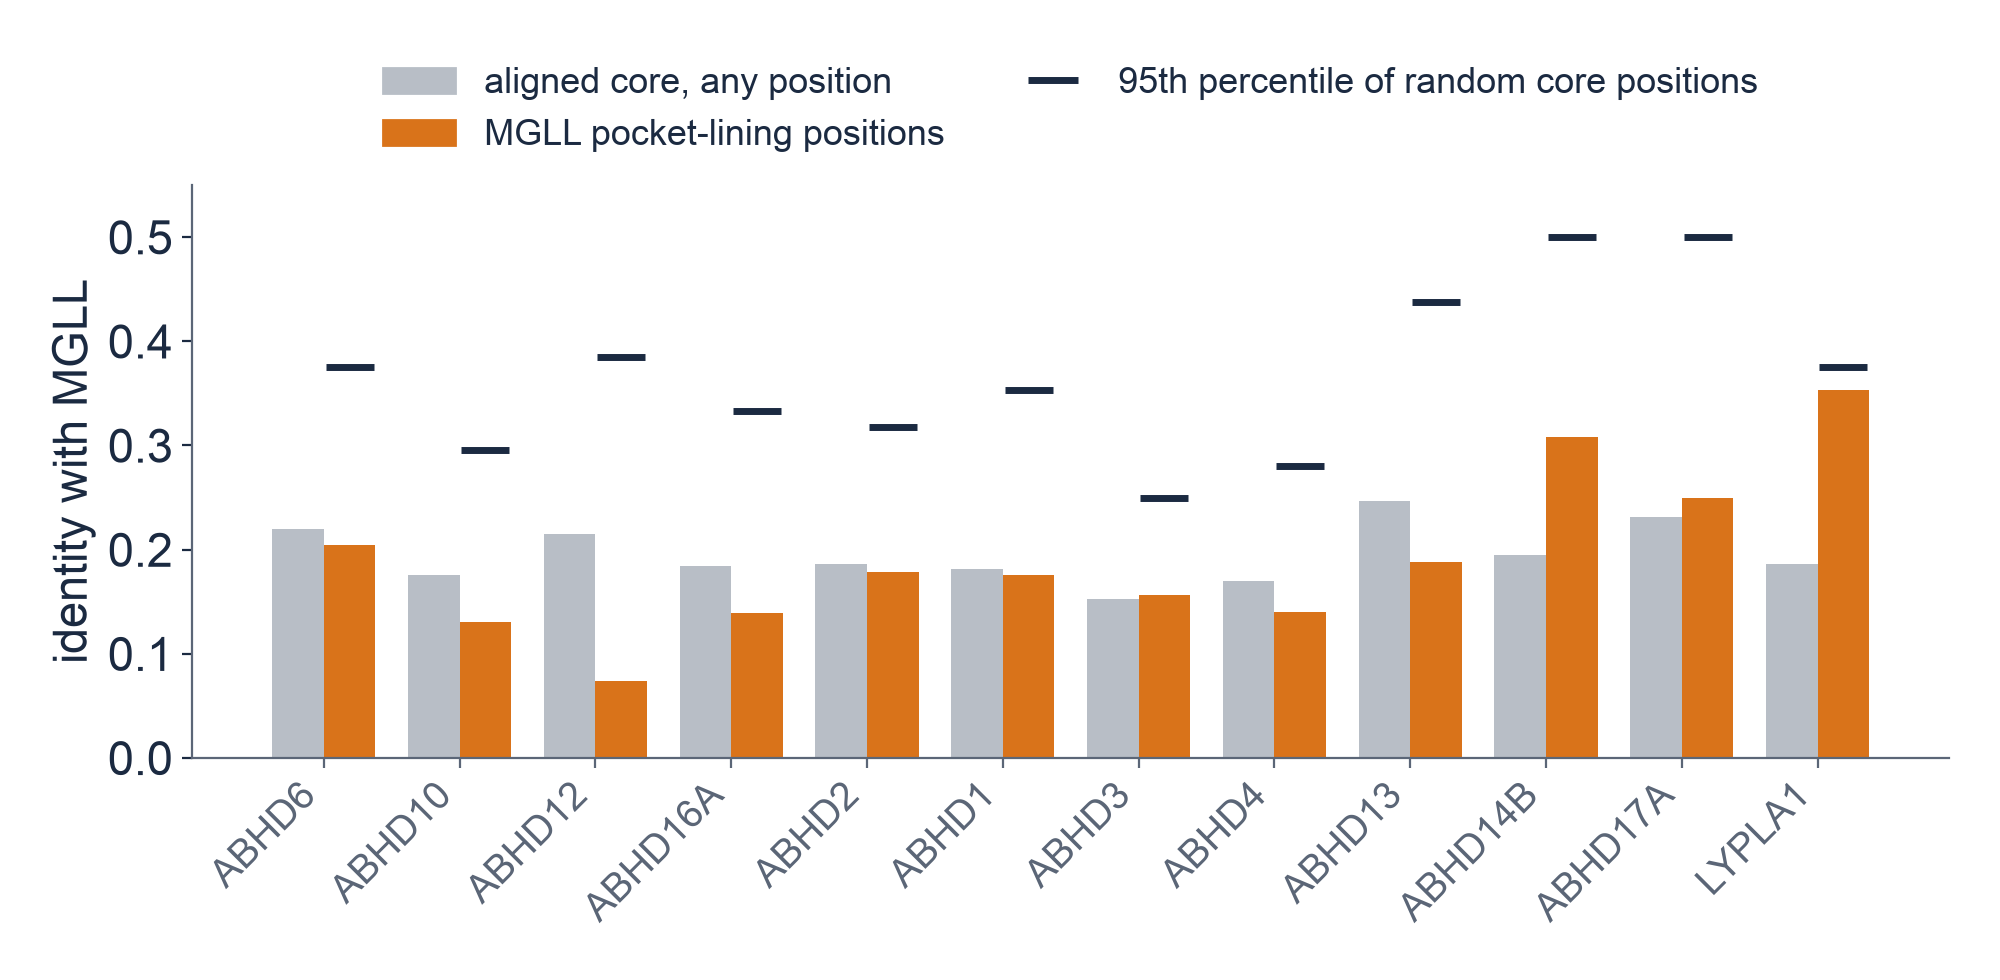 aligned core, any position
MGLL pocket-lining positions
95th percentile of random core positions
identity with MGLL
0.5
0.4
0.3
0.2
0.1
0.0
ABHD6
ABHD10
ABHD12
ABHD16A
ABHD2
ABHD1
ABHD3
ABHD4
ABHD13
ABHD14B
ABHD17A
LYPLA1